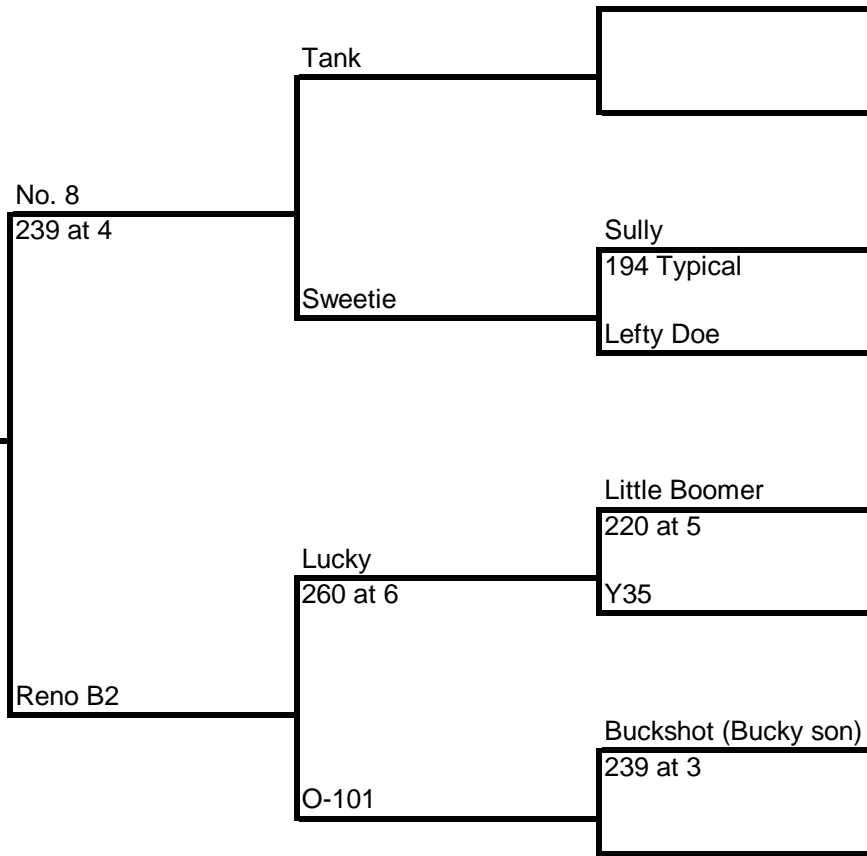 Tank
No. 8
239 at 4
Sully
194 Typical
Sweetie
Lefty Doe
Little Boomer
220 at 5
Lucky
260 at 6
Y35
Reno B2
Buckshot (Bucky son)
239 at 3
O-101